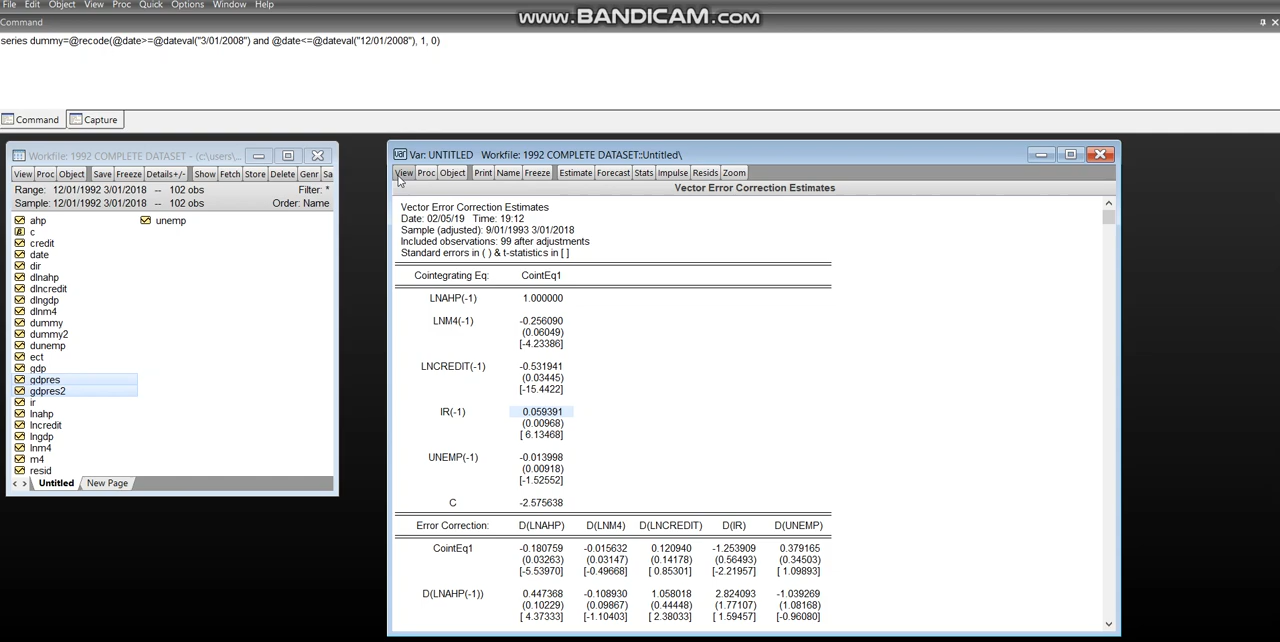 File Edit Object View Proc Quick Options Window Help
www.BANDICAM.com
Command
series dummy=@recode(@date>=@dateval("3/01/2008") and @date<=@dateval("12/01/2008"), 1, 0)
Command Capture
Workfile: 1992 COMPLETE DATASET - (c:\users\...
View Proc Object Save Freeze Details+/- Show Fetch Store Delete Genr Sa
Range: 12/01/1992 3/01/2018 -- 102 obs Filter: *
Sample: 12/01/1992 3/01/2018 -- 102 obs Order: Name
ahp
c
credit
date
dir
dlnahp
dlncredit
dlngdp
dlnm4
dummy
dummy2
dunemp
ect
gdp
gdpres
gdpres2
ir
lnahp
lncredit
lngdp
lnm4
m4
resid
unemp
Untitled New Page
Var: UNTITLED Workfile: 1992 COMPLETE DATASET::Untitled\
View Proc Object Print Name Freeze Estimate Forecast Stats Impulse Resids Zoom
Vector Error Correction Estimates
Vector Error Correction Estimates
Date: 02/05/19 Time: 19:12
Sample (adjusted): 9/01/1993 3/01/2018
Included observations: 99 after adjustments
Standard errors in ( ) & t-statistics in [ ]
Cointegrating Eq: CointEq1
LNAHP(-1) 1.000000
LNM4(-1) -0.256090
(0.06049)
[-4.23386]
LNCREDIT(-1) -0.531941
(0.03445)
[-15.4422]
IR(-1) 0.059391
(0.00968)
[ 6.13468]
UNEMP(-1) -0.013998
(0.00918)
[-1.52552]
C -2.575638
Error Correction: D(LNAHP) D(LNM4) D(LNCREDIT) D(IR) D(UNEMP)
CointEq1 -0.180759 -0.015632 0.120940 -1.253909 0.379165
(0.03263) (0.03147) (0.14178) (0.56493) (0.34503)
[-5.53970] [-0.49668] [ 0.85301] [-2.21957] [ 1.09893]
D(LNAHP(-1)) 0.447368 -0.108930 1.058018 2.824093 -1.039269
(0.10229) (0.09867) (0.44448) (1.77107) (1.08168)
[ 4.37333] [-1.10403] [ 2.38033] [ 1.59457] [-0.96080]